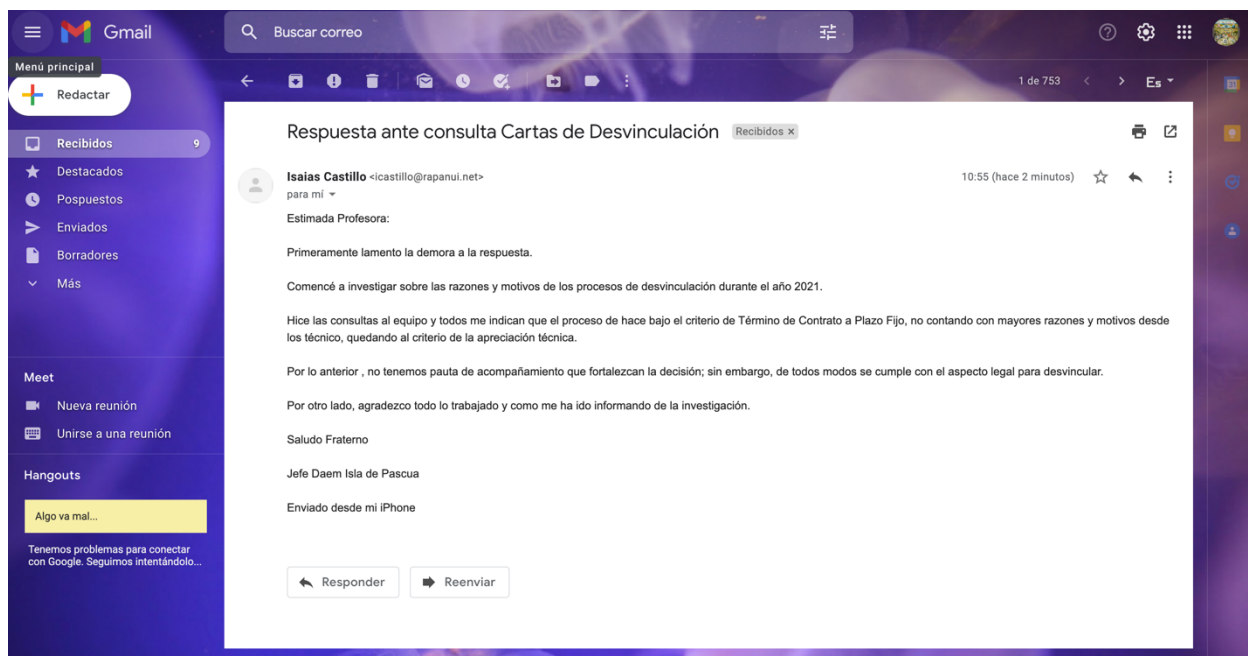 Gmail
Buscar correo
Menú principal
Redactar
1 de 753
Es
Recibidos 9
Destacados
Pospuestos
Enviados
Borradores
Más
Meet
Nueva reunión
Unirse a una reunión
Hangouts
Algo va mal...
Tenemos problemas para conectar
con Google. Seguimos intentándolo...
Respuesta ante consulta Cartas de Desvinculación Recibidos x
Isaias Castillo <icastillo@rapanui.net>
10:55 (hace 2 minutos)
para mí
Estimada Profesora:
Primeramente lamento la demora a la respuesta.
Comencé a investigar sobre las razones y motivos de los procesos de desvinculación durante el año 2021.
Hice las consultas al equipo y todos me indican que el proceso de hace bajo el criterio de Término de Contrato a Plazo Fijo, no contando con mayores razones y motivos desde
los técnico, quedando al criterio de la apreciación técnica.
Por lo anterior , no tenemos pauta de acompañamiento que fortalezcan la decisión; sin embargo, de todos modos se cumple con el aspecto legal para desvincular.
Por otro lado, agradezco todo lo trabajado y como me ha ido informando de la investigación.
Saludo Fraterno
Jefe Daem Isla de Pascua
Enviado desde mi iPhone
Responder
Reenviar